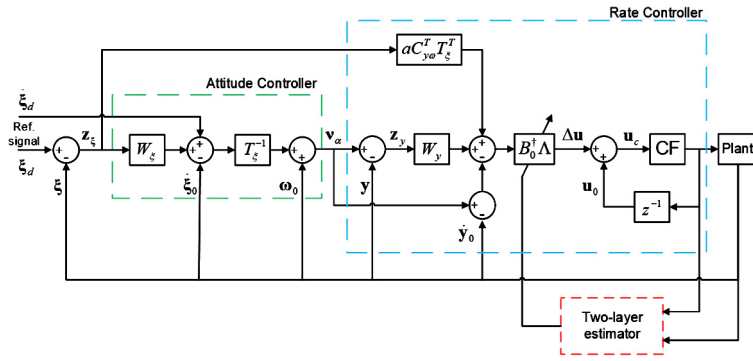 Rate Controller
aC_{yω}^T T_ξ^T
Attitude Controller
ξ̇_d
Ref.
signal
ξ_d
z_ξ
W_ξ
T_ξ^{-1}
ν_α
z_y
W_y
B_0^†Λ
Δu
u_c
CF
Plant
ξ
ξ̇_0
ω_0
y
ẏ_0
u_0
z^{-1}
Two-layer
estimator